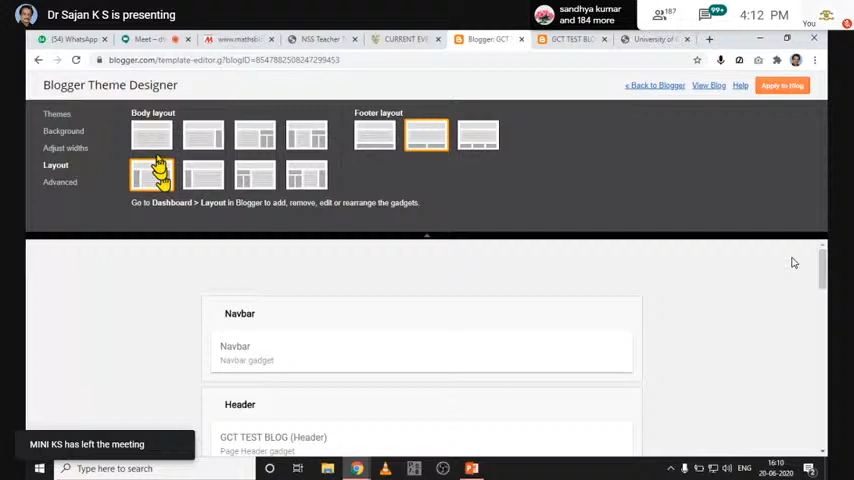 Dr Sajan K S is presenting
sandhya kumar
and 184 more
187
99+
4:12 PM
(54) WhatsApp
Meet – d
www.mathsbi
NSS Teacher T
CURRENT EVE
Blogger: GCT
GCT TEST BLO
University of C
blogger.com/template-editor.g?blogID=8547882508247299453
Blogger Theme Designer
< Back to Blogger
View Blog
Help
Apply to Blog
Themes
Background
Adjust widths
Layout
Advanced
Body layout
Footer layout
Go to Dashboard > Layout in Blogger to add, remove, edit or rearrange the gadgets.
Navbar
Navbar
Navbar gadget
Header
GCT TEST BLOG (Header)
Page Header gadget
MINI KS has left the meeting
Type here to search
ENG
16:10
20-06-2020
2